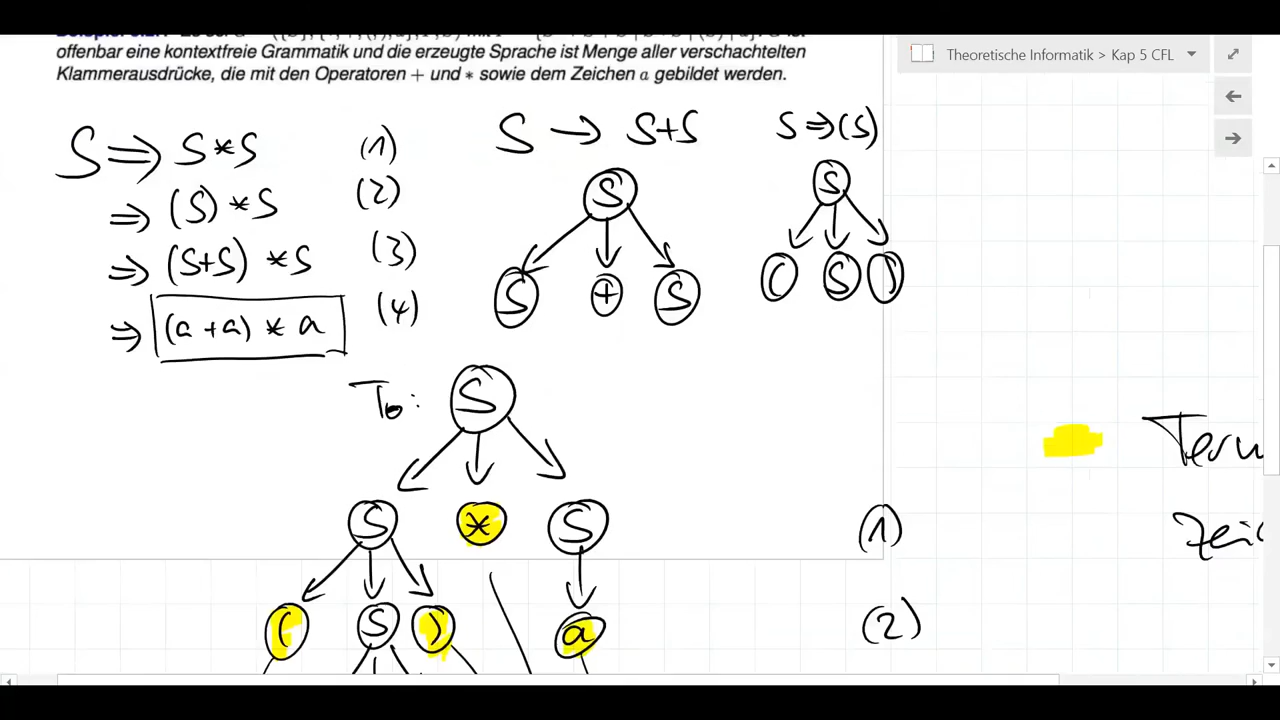 offenbar eine kontextfreie Grammatik und die erzeugte Sprache ist Menge aller verschachtelten
Klammerausdrücke, die mit den Operatoren + und * sowie dem Zeichen a gebildet werden.
Theoretische Informatik > Kap 5 CFL
S ⇒ S * S (1)
⇒ (S) * S (2)
⇒ (S+S) * S (3)
⇒ (a + a) * a (4)
S → S+S
S
S + S
S ⇒ (S)
S
( S )
S
S * S (1)
( S ) a (2)